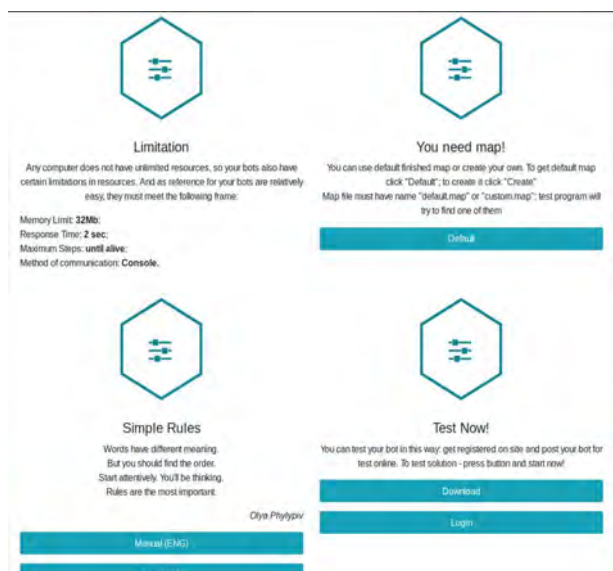 Limitation
Any computer does not have unlimited resources, so your bots also have
certain limitations in resources. And as reference for your bots are relatively
easy, they must meet the following frame:
Memory Limit: 32Mb;
Response Time: 2 sec;
Maximum Steps: until alive;
Method of communication: Console.
You need map!
You can use default finished map or create your own. To get default map
click "Default"; to create it click "Create"
Map file must have name "default.map" or "custom.map"; test program will
try to find one of them
Default
Simple Rules
Words have different meaning.
But you should find the order.
Start attentively. You'll be thinking.
Rules are the most important.
Olya Phylypiv
Manual (ENG)
Test Now!
You can test your bot in this way: get registered on site and post your bot for
test online. To test solution - press button and start now!
Download
Login